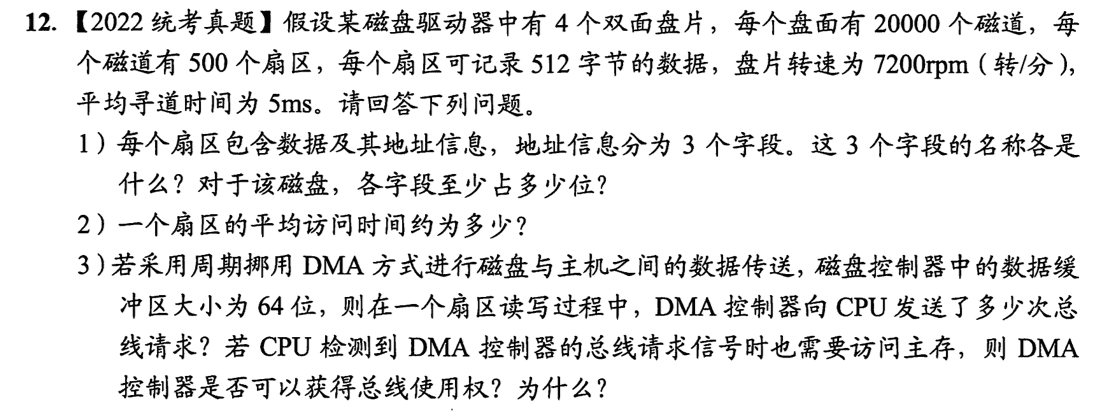 12. 【2022 统考真题】假设某磁盘驱动器中有 4 个双面盘片，每个盘面有 20000 个磁道，每
个磁道有 500 个扇区，每个扇区可记录 512 字节的数据，盘片转速为 7200rpm（转/分），
平均寻道时间为 5ms。请回答下列问题。
1）每个扇区包含数据及其地址信息，地址信息分为 3 个字段。这 3 个字段的名称各是
什么？对于该磁盘，各字段至少占多少位？
2）一个扇区的平均访问时间约为多少？
3）若采用周期挪用 DMA 方式进行磁盘与主机之间的数据传送，磁盘控制器中的数据缓
冲区大小为 64 位，则在一个扇区读写过程中，DMA 控制器向 CPU 发送了多少次总
线请求？若 CPU 检测到 DMA 控制器的总线请求信号时也需要访问主存，则 DMA
控制器是否可以获得总线使用权？为什么？